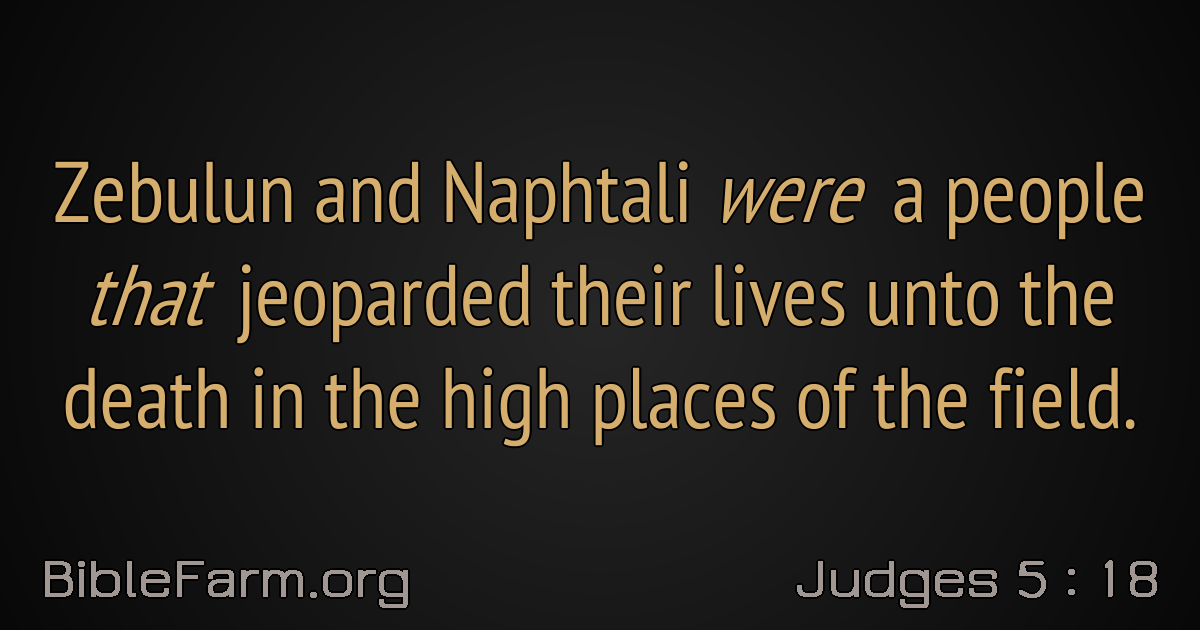 Zebulun and Naphtali were a people
that jeoparded their lives unto the
death in the high places of the field.
BibleFarm.org
Judges 5 : 18